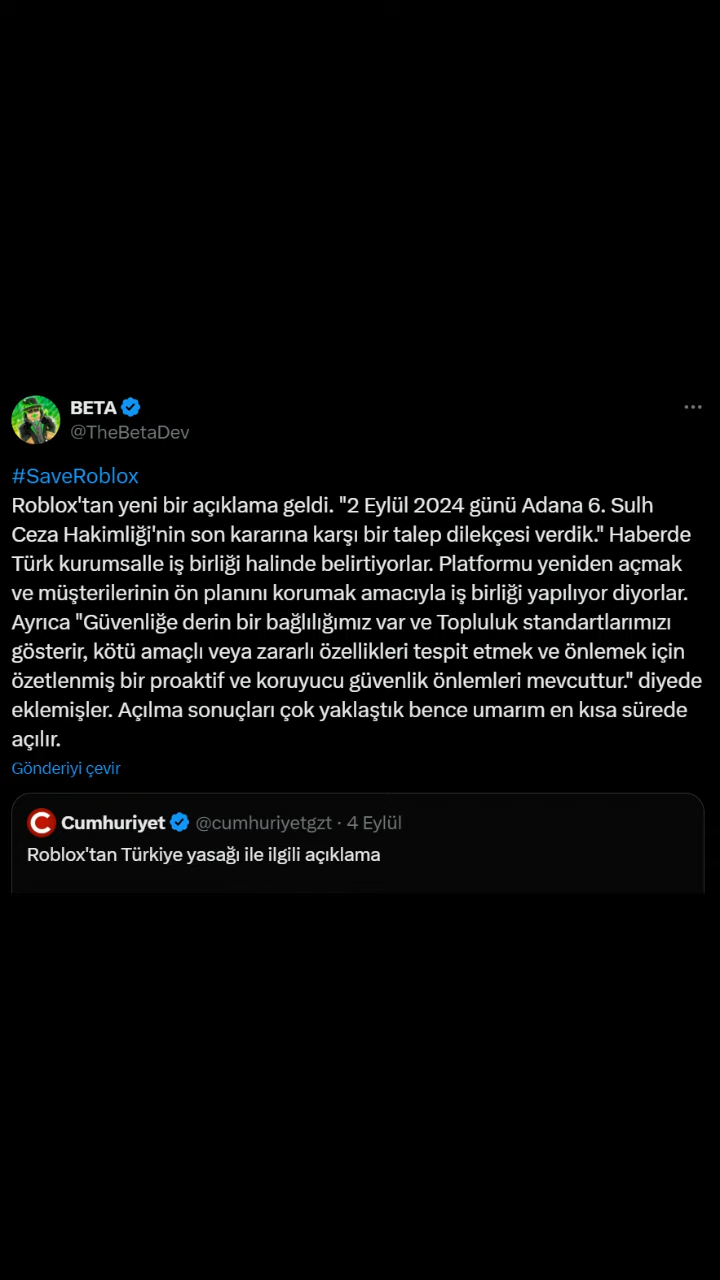 BETA
@TheBetaDev
#SaveRoblox
Roblox'tan yeni bir açıklama geldi. "2 Eylül 2024 günü Adana 6. Sulh
Ceza Hakimliği'nin son kararına karşı bir talep dilekçesi verdik." Haberde
Türk kurumsalle iş birliği halinde belirtiyorlar. Platformu yeniden açmak
ve müşterilerinin ön planını korumak amacıyla iş birliği yapılıyor diyorlar.
Ayrıca "Güvenliğe derin bir bağlılığımız var ve Topluluk standartlarımızı
gösterir, kötü amaçlı veya zararlı özellikleri tespit etmek ve önlemek için
özetlenmiş bir proaktif ve koruyucu güvenlik önlemleri mevcuttur." diyede
eklemişler. Açılma sonuçları çok yaklaştık bence umarım en kısa sürede
açılır.
Gönderiyi çevir
Cumhuriyet @cumhuriyetgzt · 4 Eylül
Roblox'tan Türkiye yasağı ile ilgili açıklama